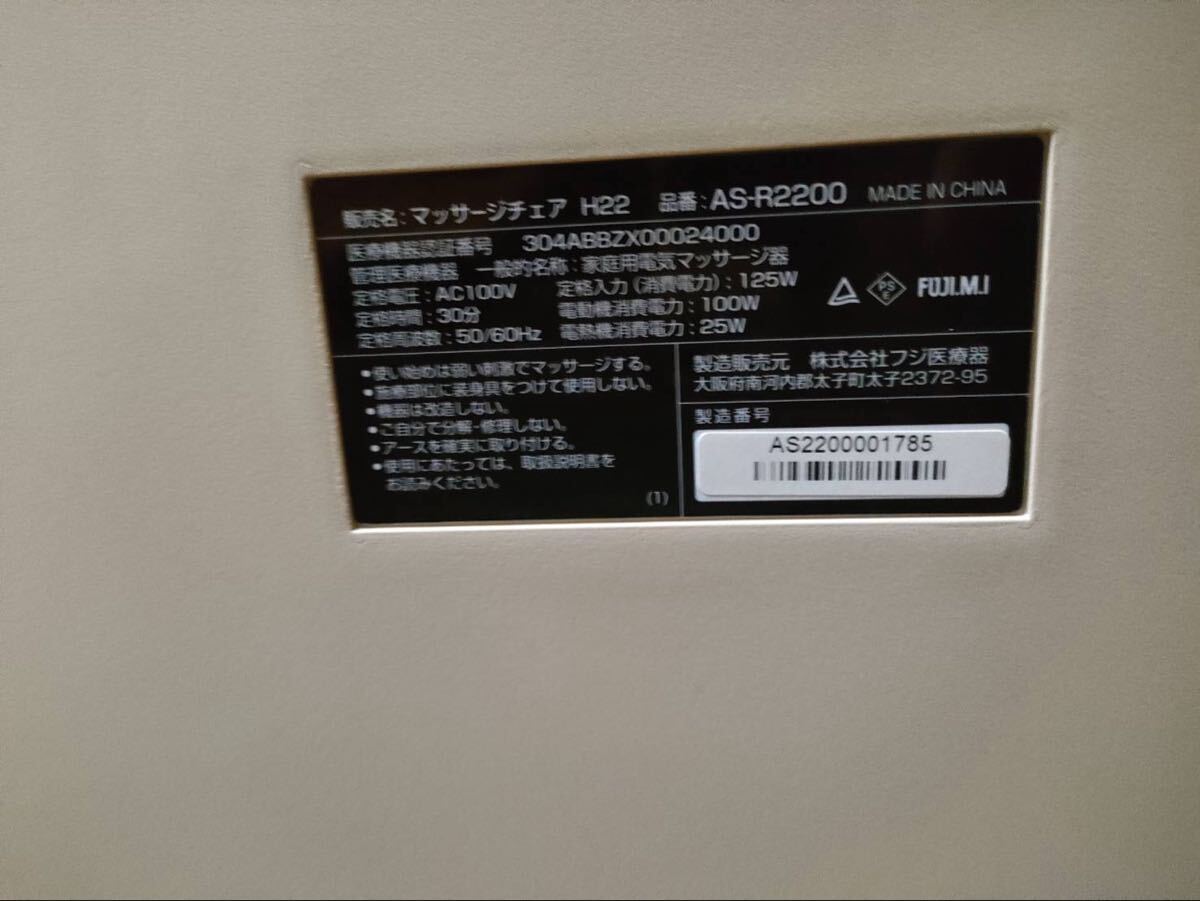 販売名:マッサージチェア H22 品番:AS-R2200 MADE IN CHINA
医療機器認証番号 304ABBZX00024000
管理医療機器 一般的名称:家庭用電気マッサージ器
定格電圧:AC100V 定格入力(消費電力):125W
定格時間:30分 電動機消費電力:100W
定格周波数:50/60Hz 電熱機消費電力:25W
PS
E
FUJI.M.I
•使い始めは弱い刺激でマッサージする。
•施療部位に装身具をつけて使用しない。
•機器は改造しない。
•ご自分で分解・修理しない。
•アースを確実に取り付ける。
•使用にあたっては、取扱説明書を
お読みください。
(1)
製造販売元 株式会社フジ医療器
大阪府南河内郡太子町太子2372-95
製造番号
AS2200001785